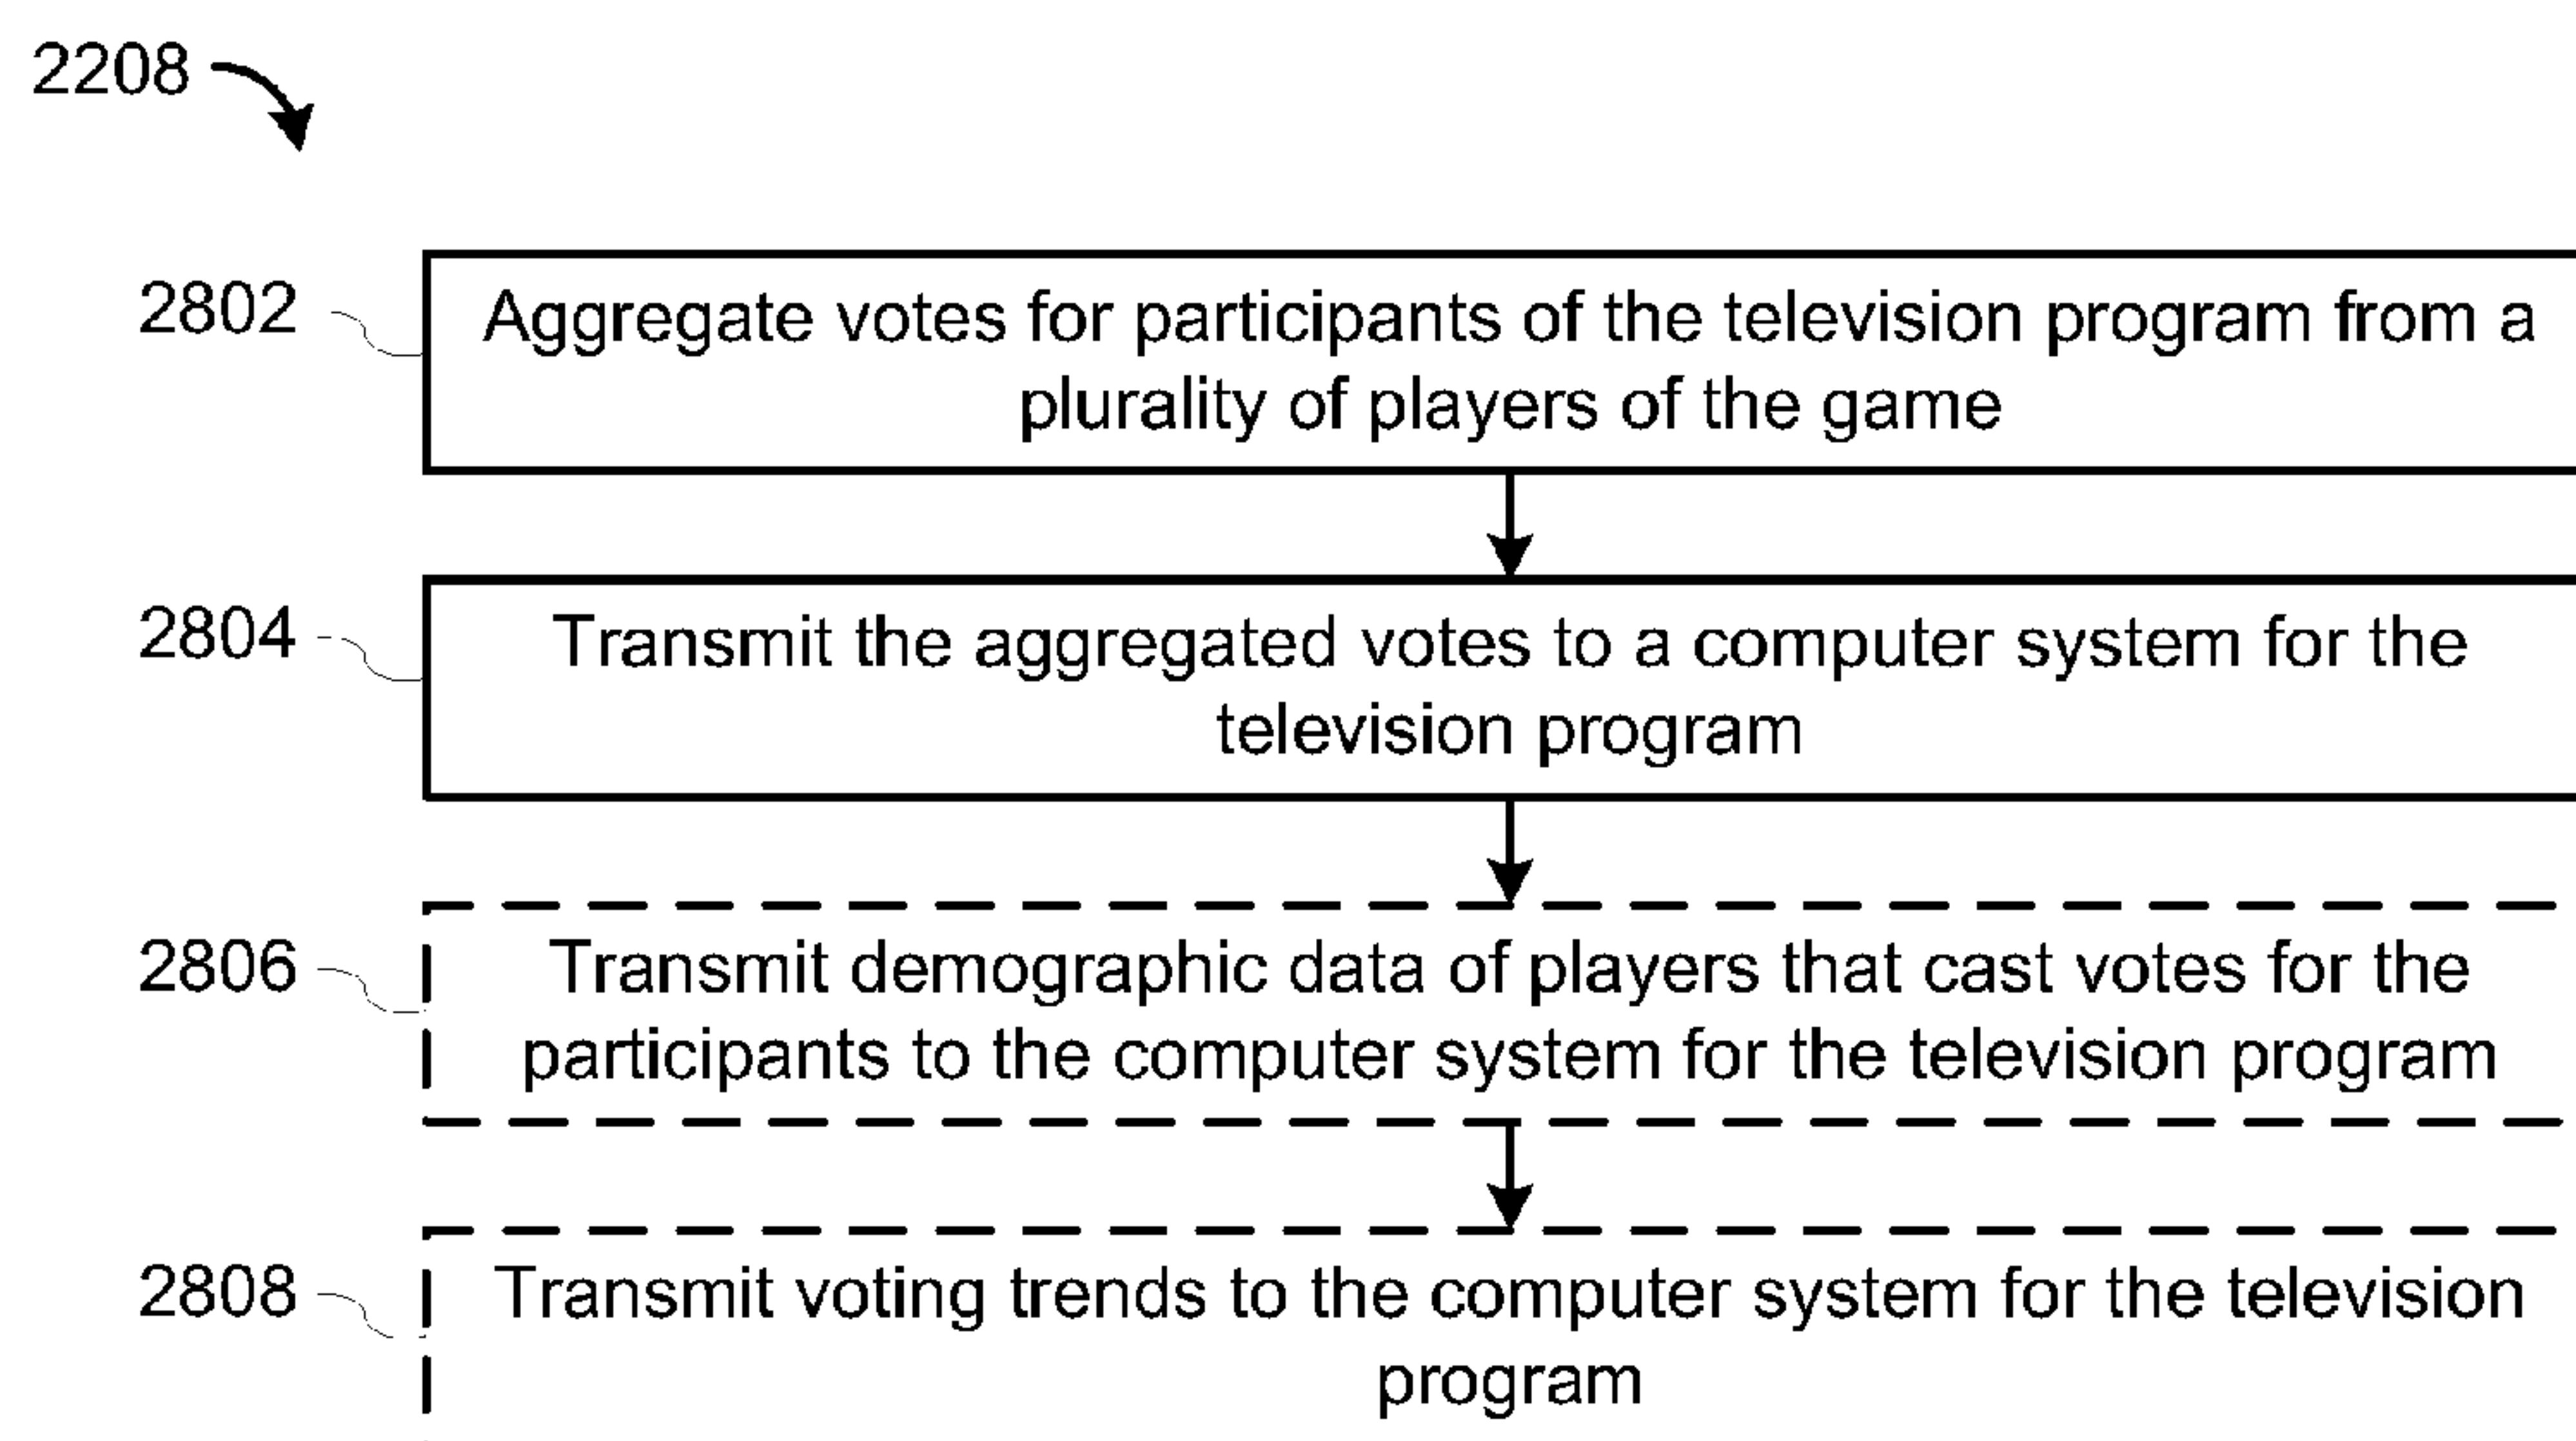 2208
2802
Aggregate votes for participants of the television program from a
plurality of players of the game
2804
Transmit the aggregated votes to a computer system for the
television program
2806
Transmit demographic data of players that cast votes for the
participants to the computer system for the television program
2808
Transmit voting trends to the computer system for the television
program